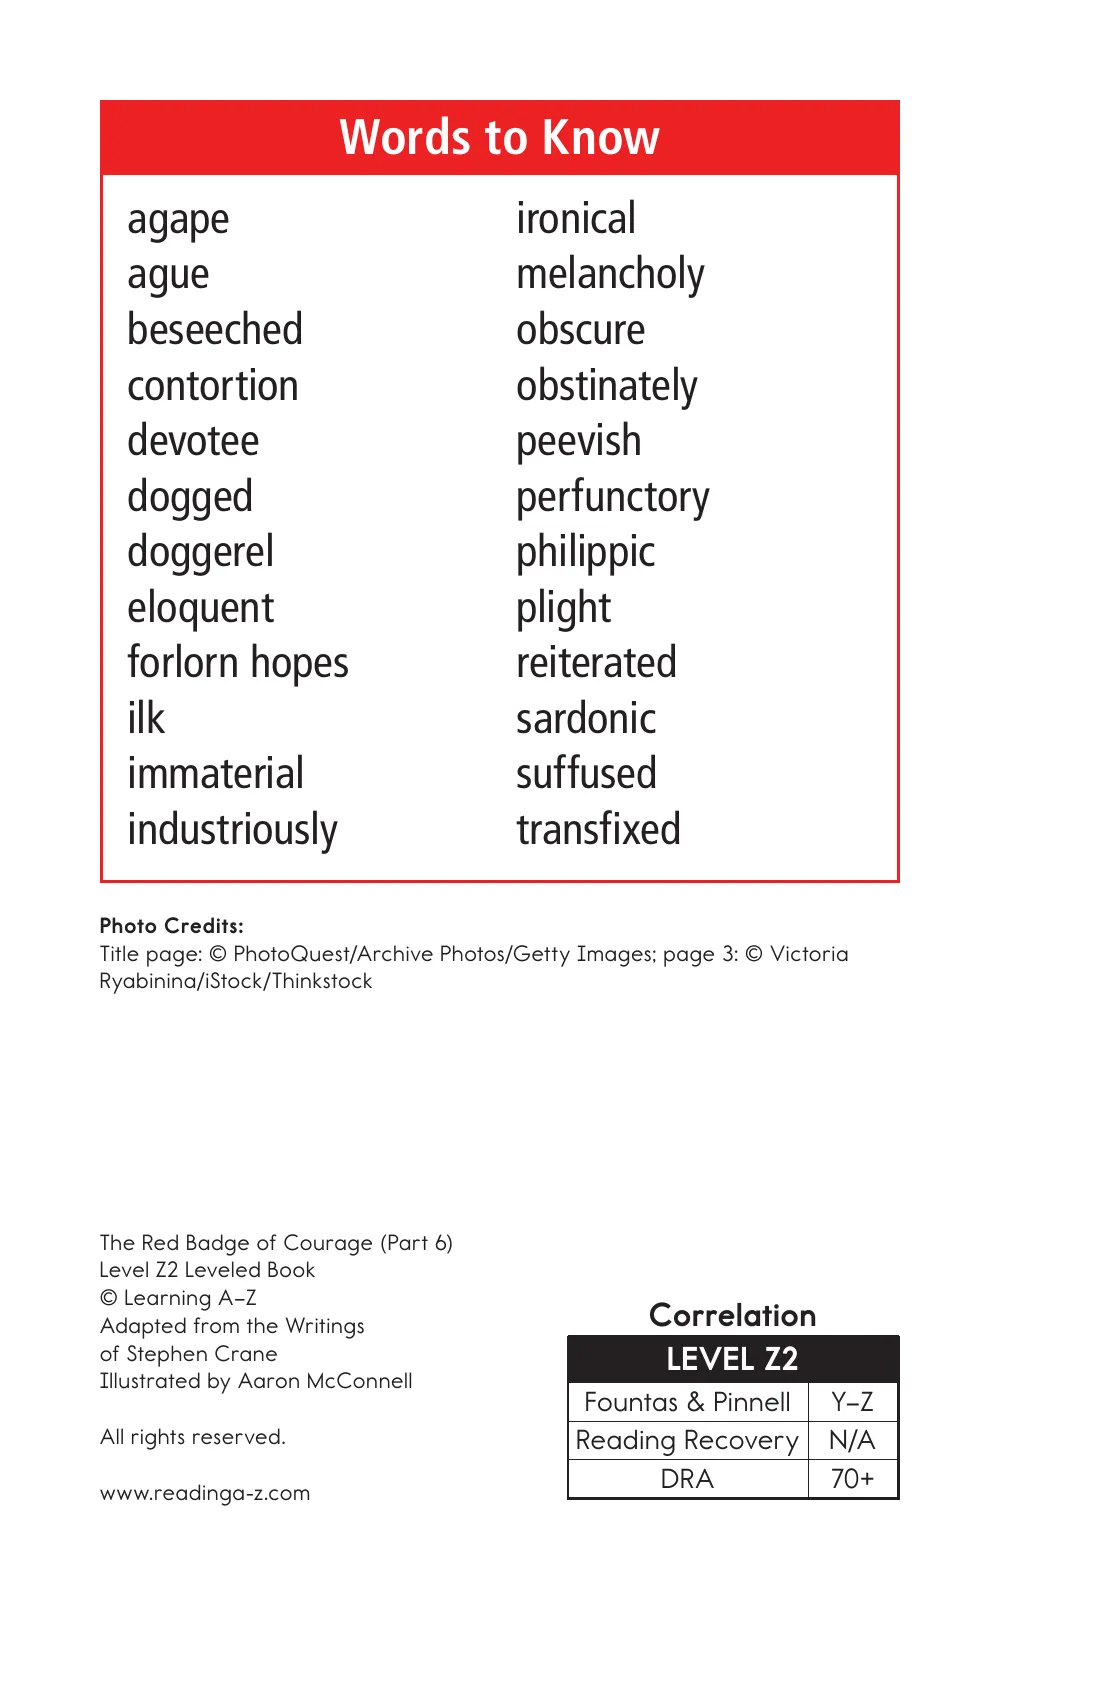 Words to Know
agape
ague
beseeched
contortion
devotee
dogged
doggerel
eloquent
forlorn hopes
ilk
immaterial
industriously
ironical
melancholy
obscure
obstinately
peevish
perfunctory
philippic
plight
reiterated
sardonic
suffused
transfixed
Photo Credits:
Title page: © PhotoQuest/Archive Photos/Getty Images; page 3: © Victoria
Ryabinina/iStock/Thinkstock
The Red Badge of Courage (Part 6)
Level Z2 Leveled Book
© Learning A–Z
Adapted from the Writings
of Stephen Crane
Illustrated by Aaron McConnell
All rights reserved.
www.readinga-z.com
Correlation
LEVEL Z2
Fountas & Pinnell Y–Z
Reading Recovery N/A
DRA 70+